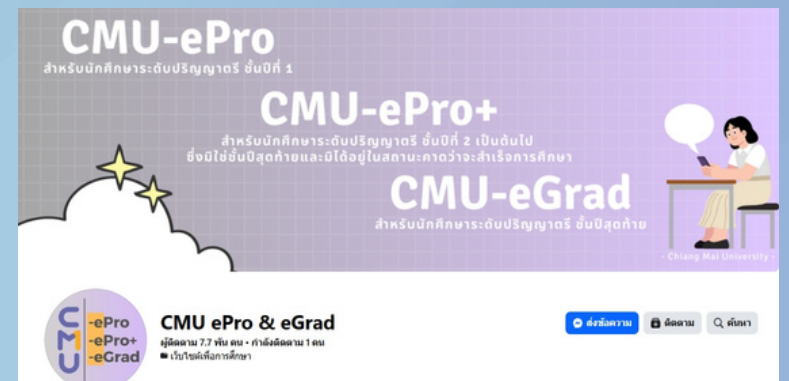 CMU-ePro
สำหรับนักศึกษาระดับปริญญาตรี ชั้นปีที่ 1
CMU-ePro+
สำหรับนักศึกษาระดับปริญญาตรี ชั้นปีที่ 2 เป็นต้นไป
ซึ่งมิใช่ชั้นปีสุดท้ายและมิได้อยู่ในสถานะคาดว่าจะสำเร็จการศึกษา
CMU-eGrad
สำหรับนักศึกษาระดับปริญญาตรี ชั้นปีสุดท้าย
- Chiang Mai University -
CMU
-ePro
-ePro+
-eGrad
CMU ePro & eGrad
ผู้ติดตาม 7.7 พัน คน • กำลังติดตาม 1 คน
เว็บไซต์เพื่อการศึกษา
ส่งข้อความ
ติดตาม
ค้นหา